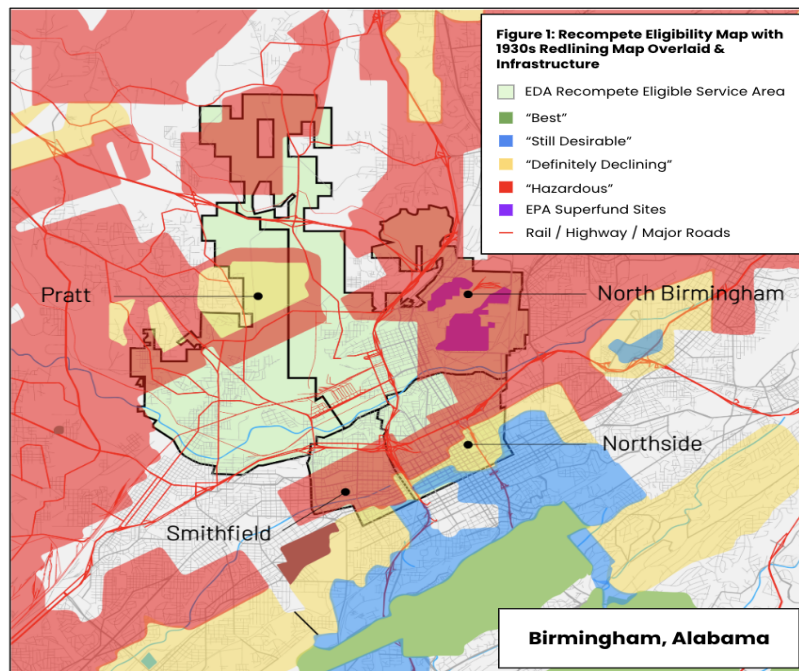 Figure 1: Recompete Eligibility Map with
1930s Redlining Map Overlaid &
Infrastructure
EDA Recompete Eligible Service Area
“Best”
“Still Desirable”
“Definitely Declining”
“Hazardous”
EPA Superfund Sites
Rail / Highway / Major Roads
Pratt
North Birmingham
Northside
Smithfield
Birmingham, Alabama